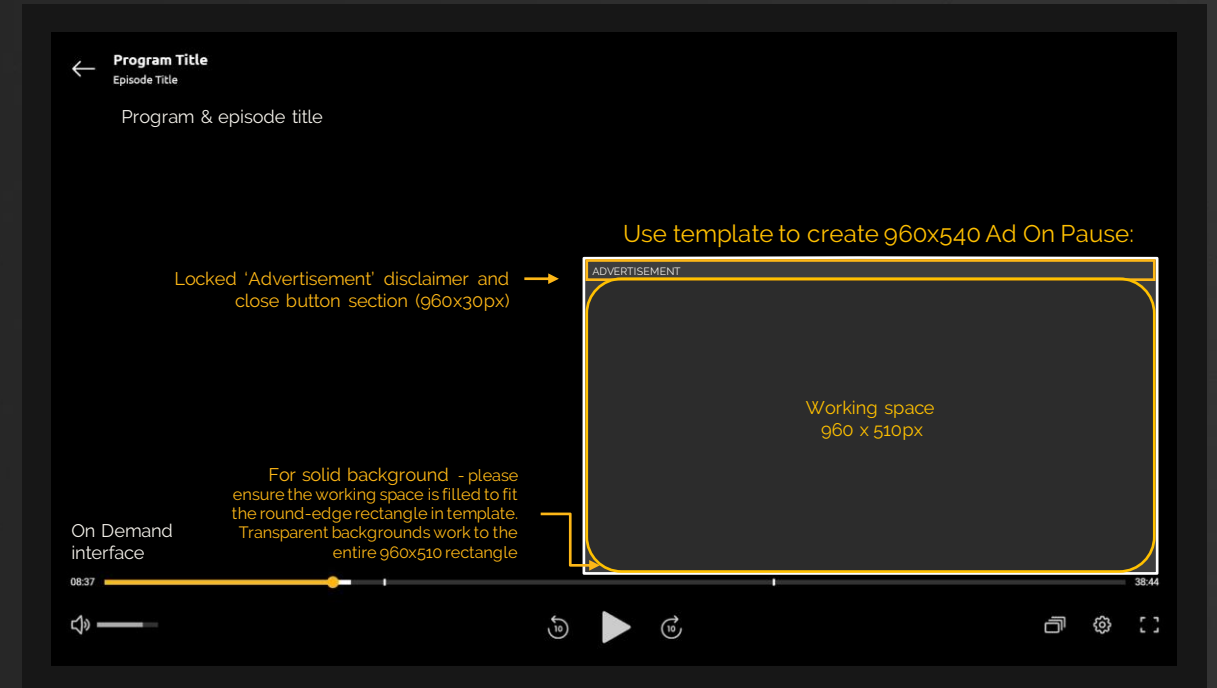 Program Title
Episode Title
Program & episode title
Use template to create 960x540 Ad On Pause:
Locked ‘Advertisement’ disclaimer and
close button section (960x30px)
ADVERTISEMENT
Working space
960 x 510px
For solid background - please
ensure the working space is filled to fit
the round-edge rectangle in template.
Transparent backgrounds work to the
entire 960x510 rectangle
On Demand
interface
08:37
38:44
10
10